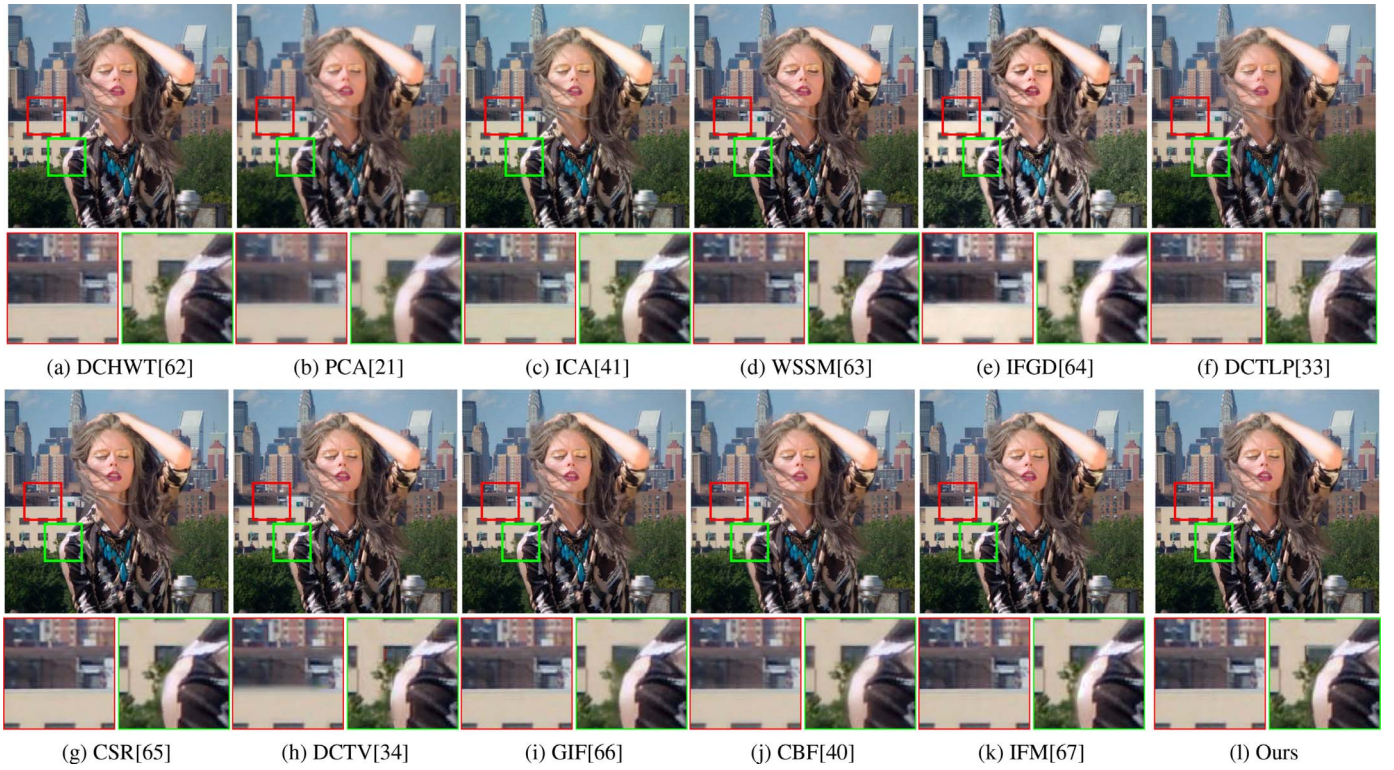 (a) DCHWT[62] (b) PCA[21] (c) ICA[41] (d) WSSM[63] (e) IFGD[64] (f) DCTLP[33]
(g) CSR[65] (h) DCTV[34] (i) GIF[66] (j) CBF[40] (k) IFM[67] (l) Ours